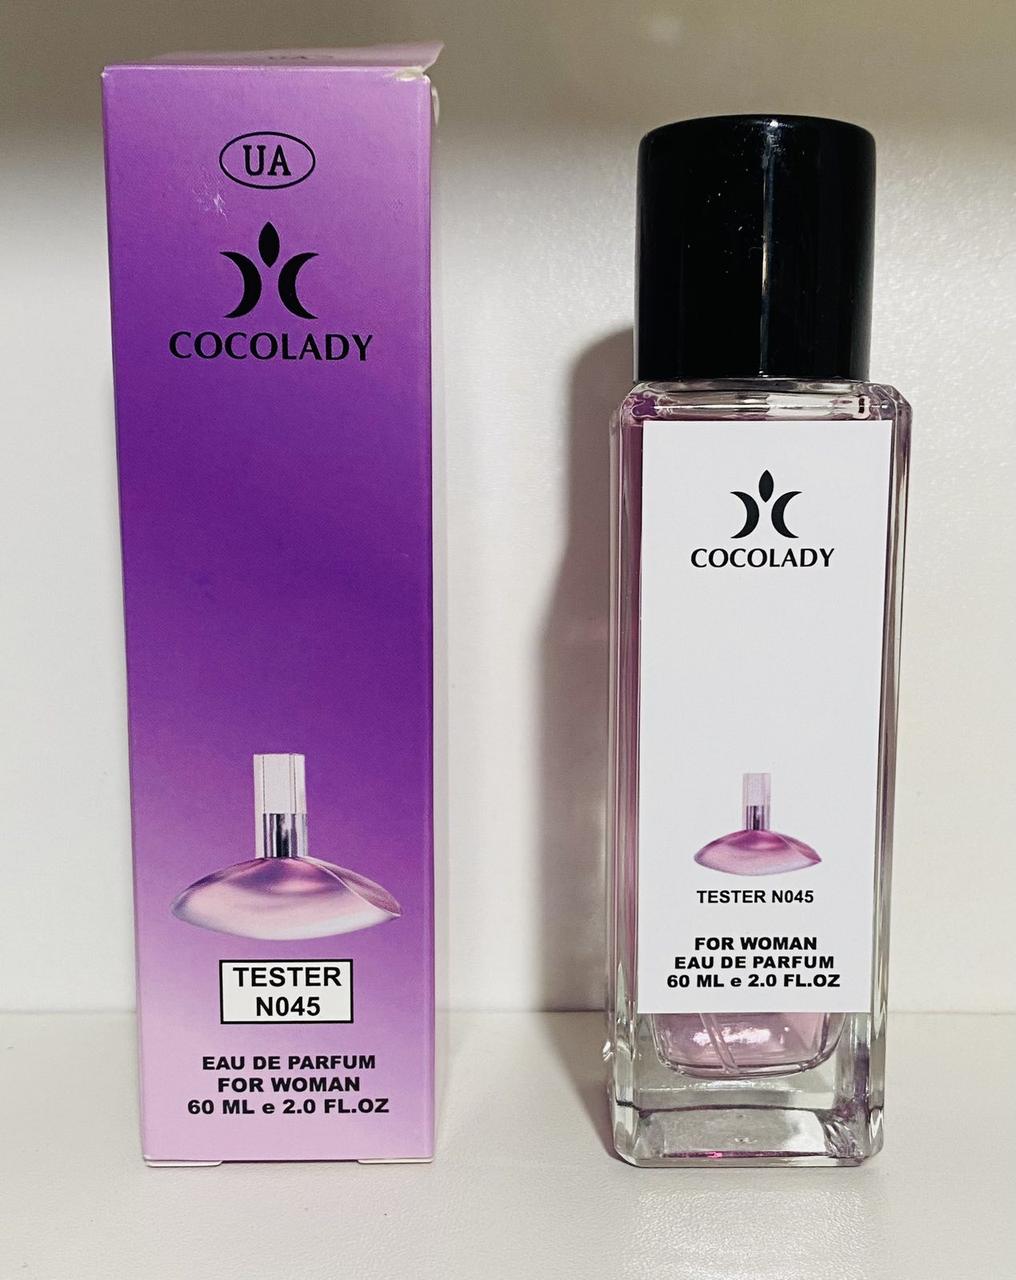 UA
COCOLADY
TESTER
N045
EAU DE PARFUM
FOR WOMAN
60 ML e 2.0 FL.OZ
COCOLADY
TESTER N045
FOR WOMAN
EAU DE PARFUM
60 ML e 2.0 FL.OZ